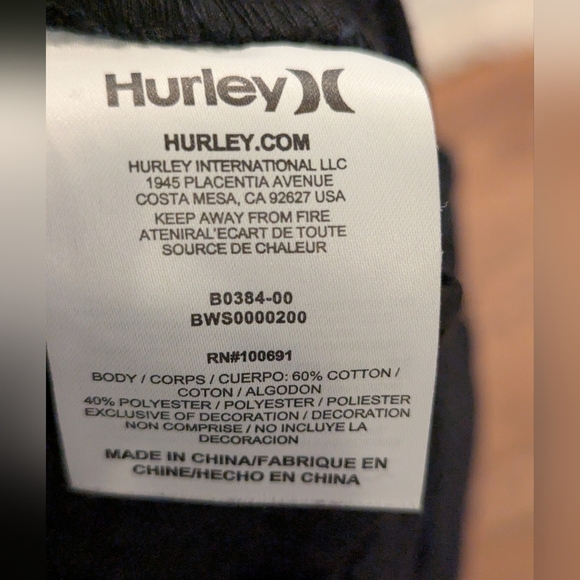 Hurley
HURLEY.COM
HURLEY INTERNATIONAL LLC
1945 PLACENTIA AVENUE
COSTA MESA, CA 92627 USA
KEEP AWAY FROM FIRE
ATENIRAL'ECART DE TOUTE
SOURCE DE CHALEUR
B0384-00
BWS0000200
RN#100691
BODY / CORPS / CUERPO: 60% COTTON /
COTON / ALGODON
40% POLYESTER / POLYESTER / POLIESTER
EXCLUSIVE OF DECORATION / DECORATION
NON COMPRISE / NO INCLUYE LA
DECORACION
MADE IN CHINA/FABRIQUE EN
CHINE/HECHO EN CHINA